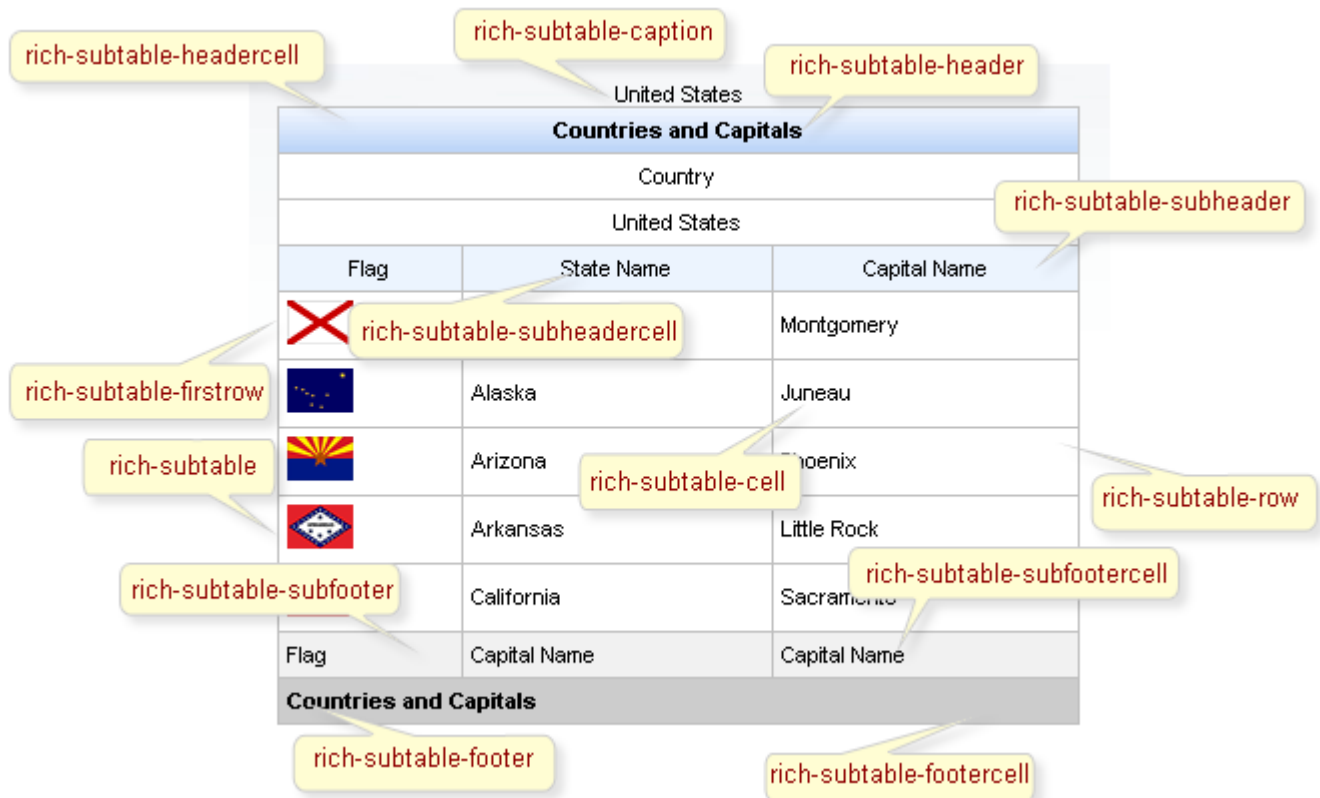 rich-subtable-caption
rich-subtable-headercell
rich-subtable-header
United States
Countries and Capitals
Country
rich-subtable-subheader
United States
Flag State Name Capital Name
rich-subtable-subheadercell
Montgomery
rich-subtable-firstrow
Alaska Juneau
rich-subtable
Arizona
rich-subtable-cell
rich-subtable-row
Arkansas Little Rock
rich-subtable-subfootercell
rich-subtable-subfooter
California Sacramento
Flag Capital Name Capital Name
Countries and Capitals
rich-subtable-footer
rich-subtable-footercell